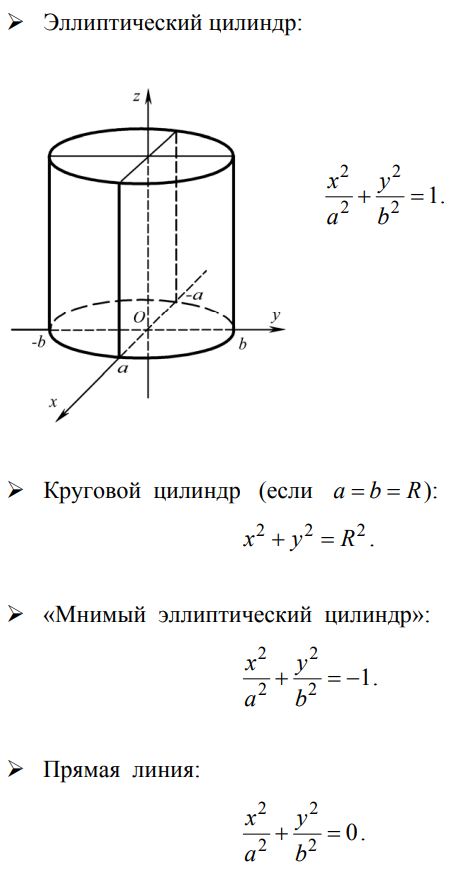 ➢ Эллиптический цилиндр:
z
x²/a² + y²/b² = 1.
-a
O
y
-b
b
a
x
➢ Круговой цилиндр (если a = b = R):
x² + y² = R².
➢ «Мнимый эллиптический цилиндр»:
x²/a² + y²/b² = −1.
➢ Прямая линия:
x²/a² + y²/b² = 0.